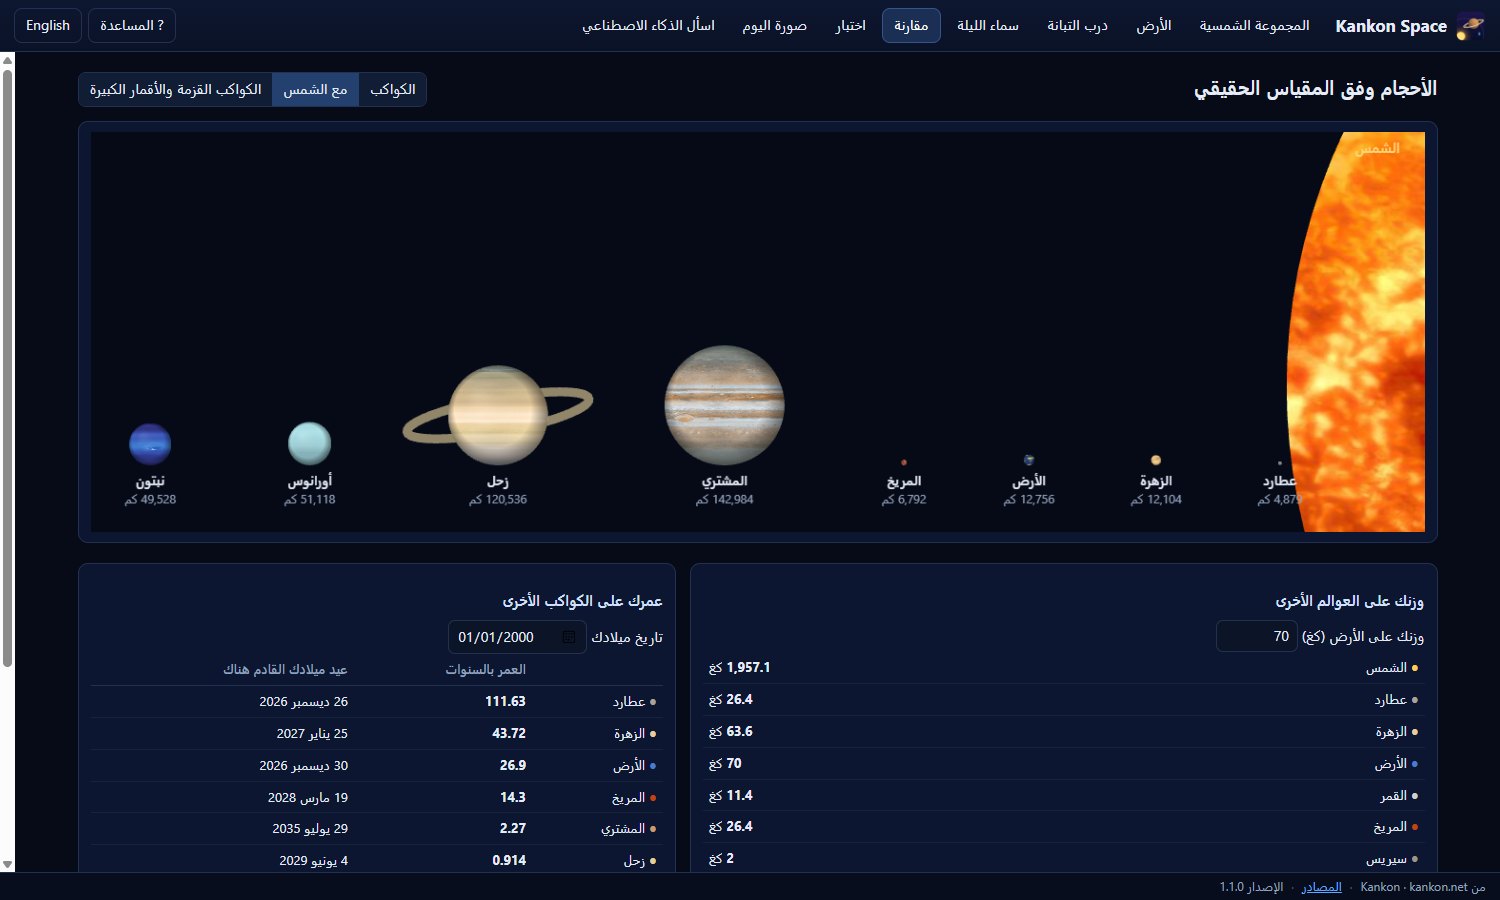 Kankon Space
المجموعة الشمسية
الأرض
درب التبانة
سماء الليلة
مقارنة
اختبار
صورة اليوم
اسأل الذكاء الاصطناعي
? المساعدة
English
الأحجام وفق المقياس الحقيقي
الكواكب
مع الشمس
الكواكب القزمة والأقمار الكبيرة
الشمس
عطارد
4,879 كم
الزهرة
12,104 كم
الأرض
12,756 كم
المريخ
6,792 كم
المشتري
142,984 كم
زحل
120,536 كم
أورانوس
51,118 كم
نبتون
49,528 كم
وزنك على العوالم الأخرى
وزنك على الأرض (كغ) 70
الشمس 1,957.1 كغ
عطارد 26.4 كغ
الزهرة 63.6 كغ
الأرض 70 كغ
القمر 11.4 كغ
المريخ 26.4 كغ
سيريس 2 كغ
عمرك على الكواكب الأخرى
تاريخ ميلادك 01/01/2000
العمر بالسنوات عيد ميلادك القادم هناك
عطارد 111.63 26 ديسمبر 2026
الزهرة 43.72 25 يناير 2027
الأرض 26.9 30 ديسمبر 2026
المريخ 14.3 19 مارس 2028
المشتري 2.27 29 يوليو 2035
زحل 0.914 4 يونيو 2029
من Kankon · kankon.net · المصادر · الإصدار 1.1.0